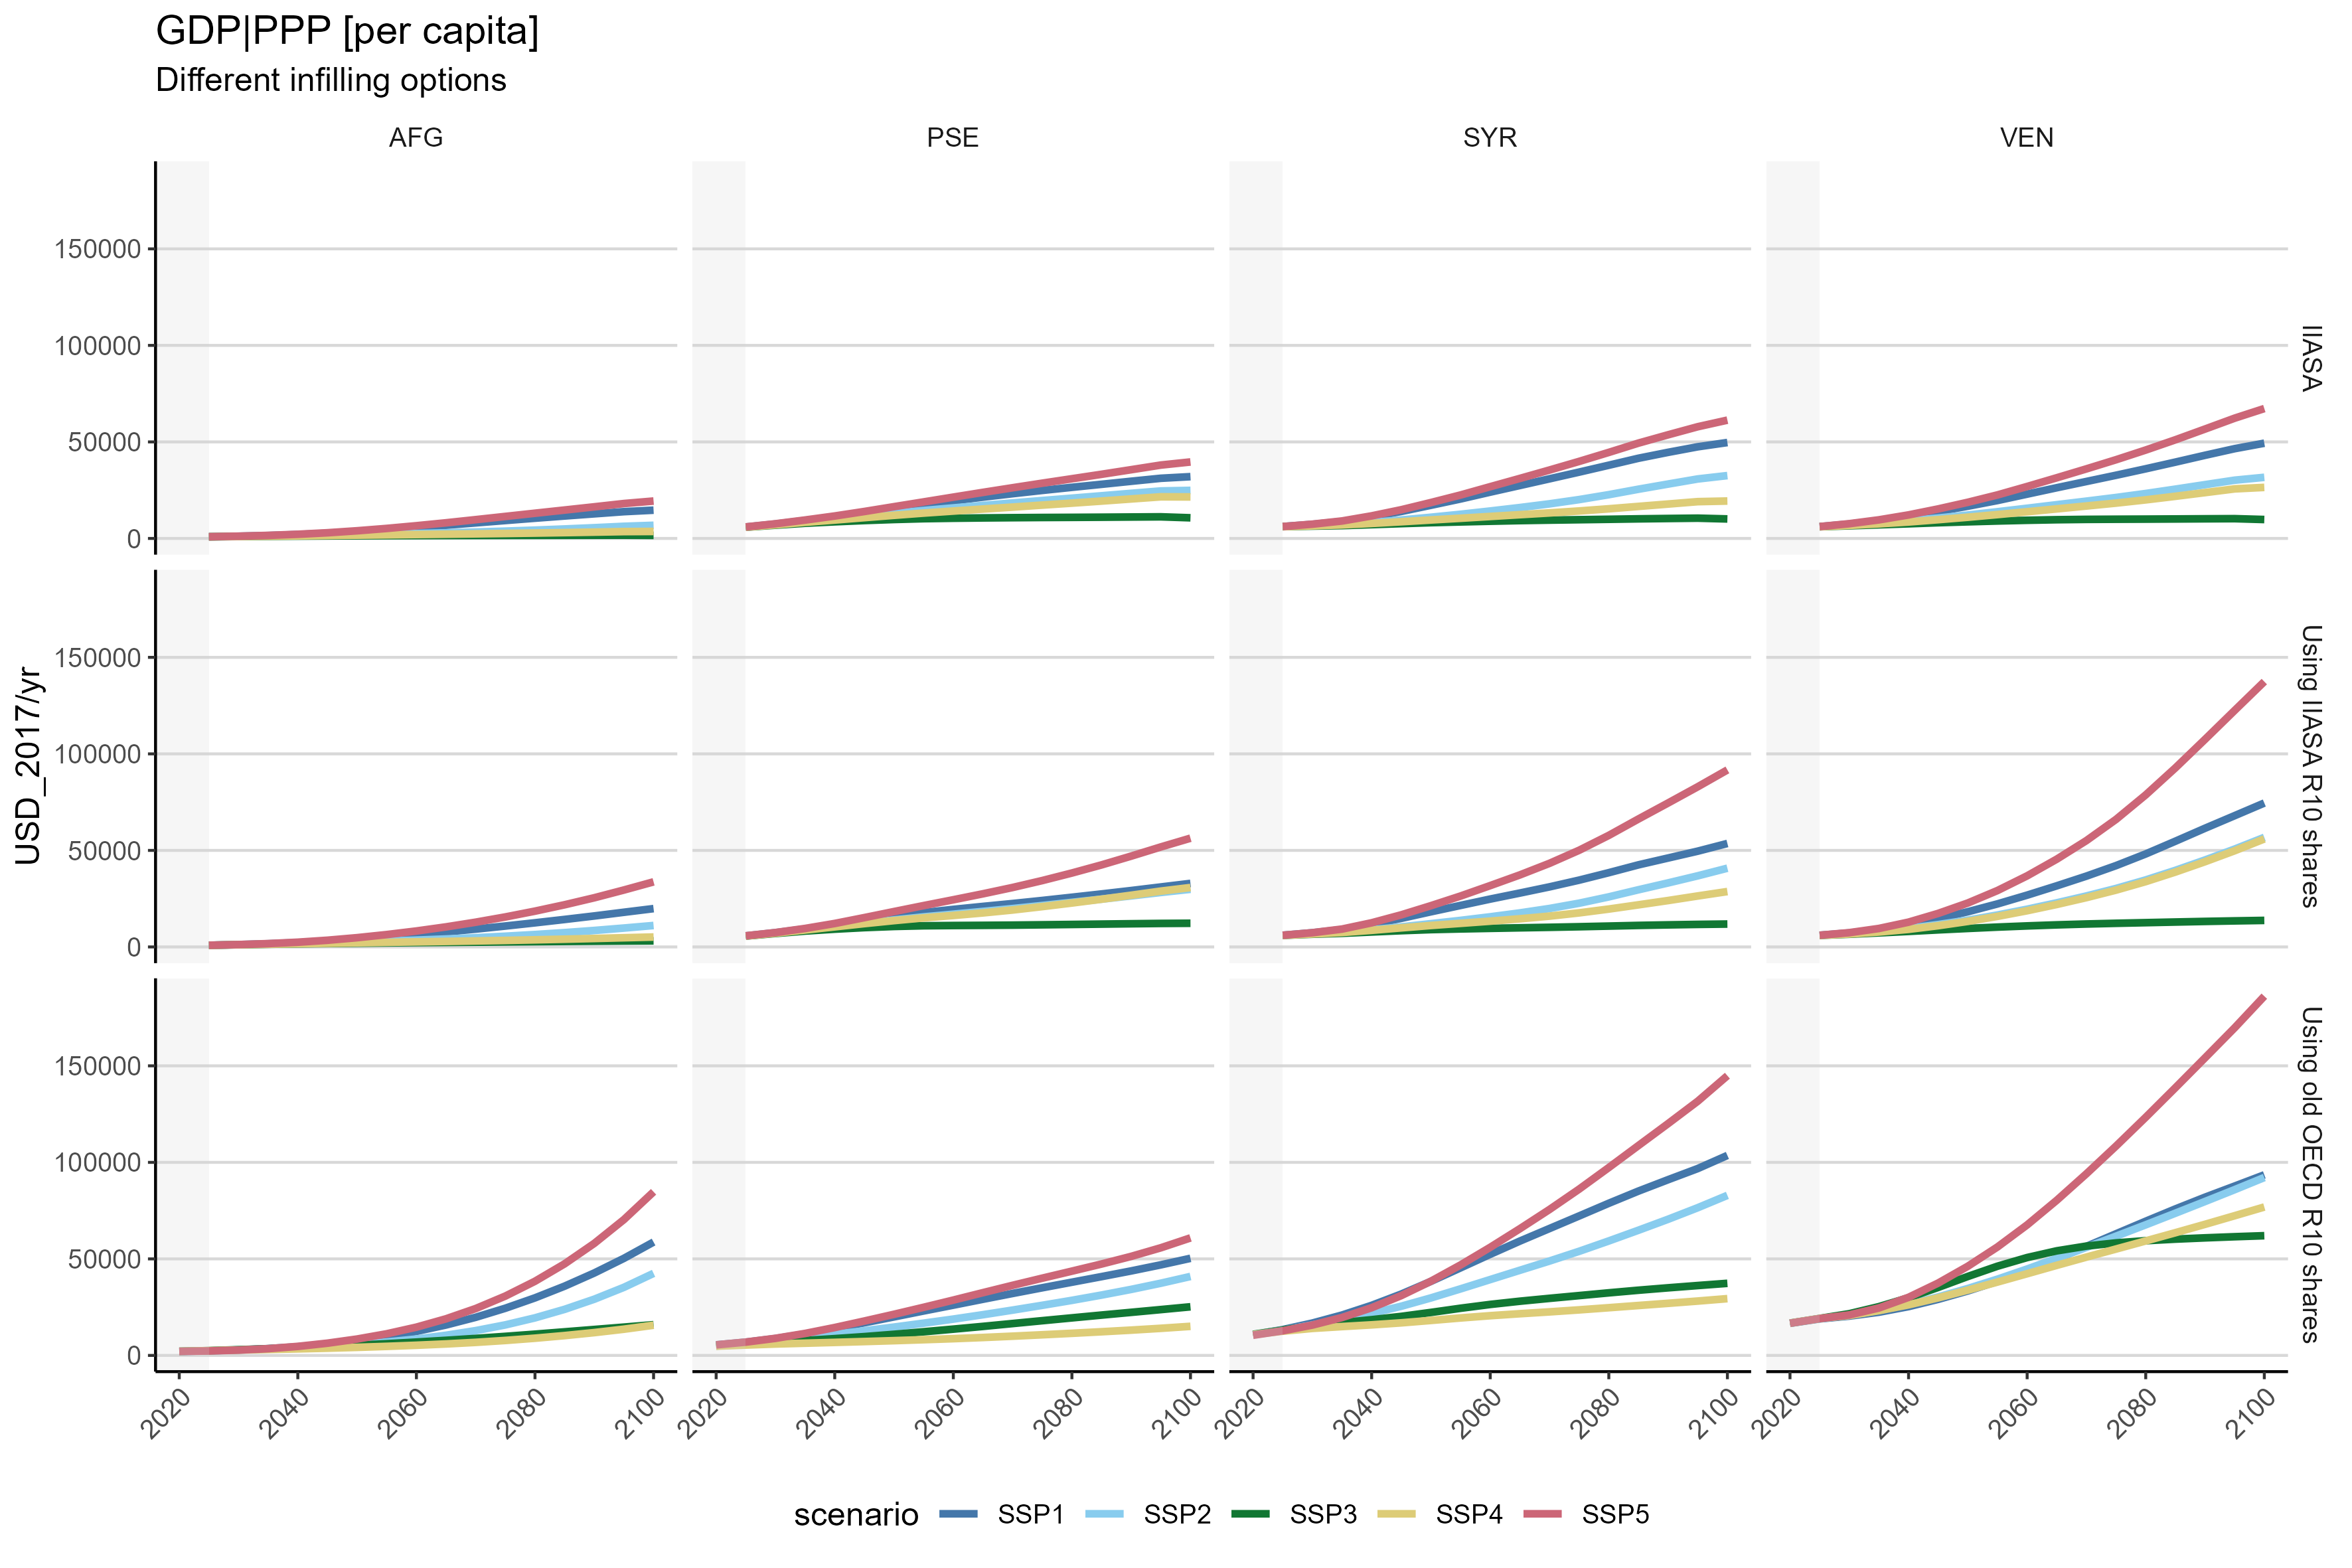 GDP|PPP [per capita]
Different infilling options
AFG
PSE
SYR
VEN
150000
100000
50000
0
IIASA
150000
100000
50000
0
Using IIASA R10 shares
150000
100000
50000
0
Using old OECD R10 shares
USD_2017/yr
2020
2040
2060
2080
2100
2020
2040
2060
2080
2100
2020
2040
2060
2080
2100
2020
2040
2060
2080
2100
scenario SSP1 SSP2 SSP3 SSP4 SSP5